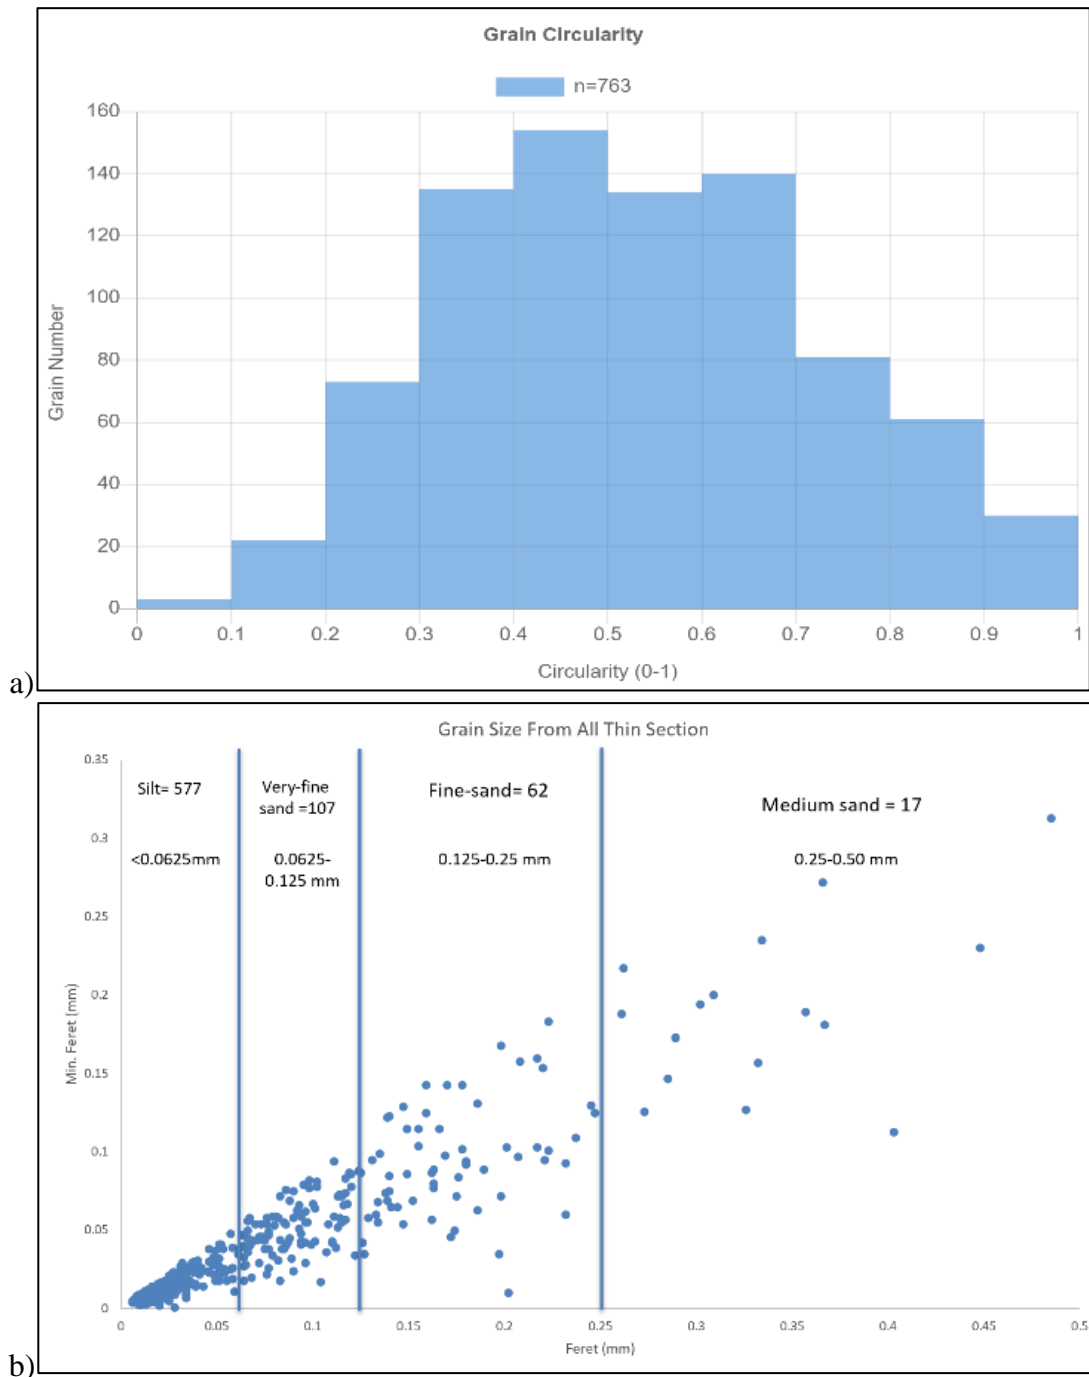 Grain Circularity
n=763
160
140
120
100
80
60
40
20
0
Grain Number
0 0.1 0.2 0.3 0.4 0.5 0.6 0.7 0.8 0.9 1
Circularity (0-1)
a)
Grain Size From All Thin Section
0.35
0.3
0.25
0.2
0.15
0.1
0.05
0
Min. Feret (mm)
Silt= 577
<0.0625mm
Very-fine
sand =107
0.0625-
0.125 mm
Fine-sand= 62
0.125-0.25 mm
Medium sand = 17
0.25-0.50 mm
0 0.05 0.1 0.15 0.2 0.25 0.3 0.35 0.4 0.45 0.5
Feret (mm)
b)